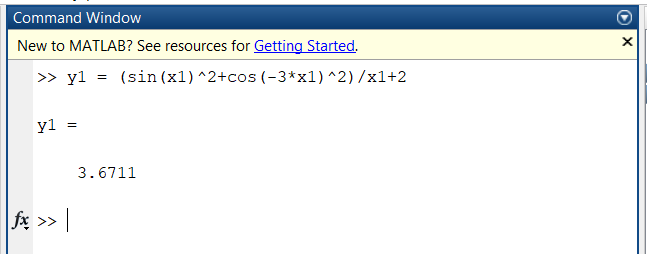 Command Window
New to MATLAB? See resources for Getting Started.
>> y1 = (sin(x1)^2+cos(-3*x1)^2)/x1+2
y1 =
3.6711
fx >>